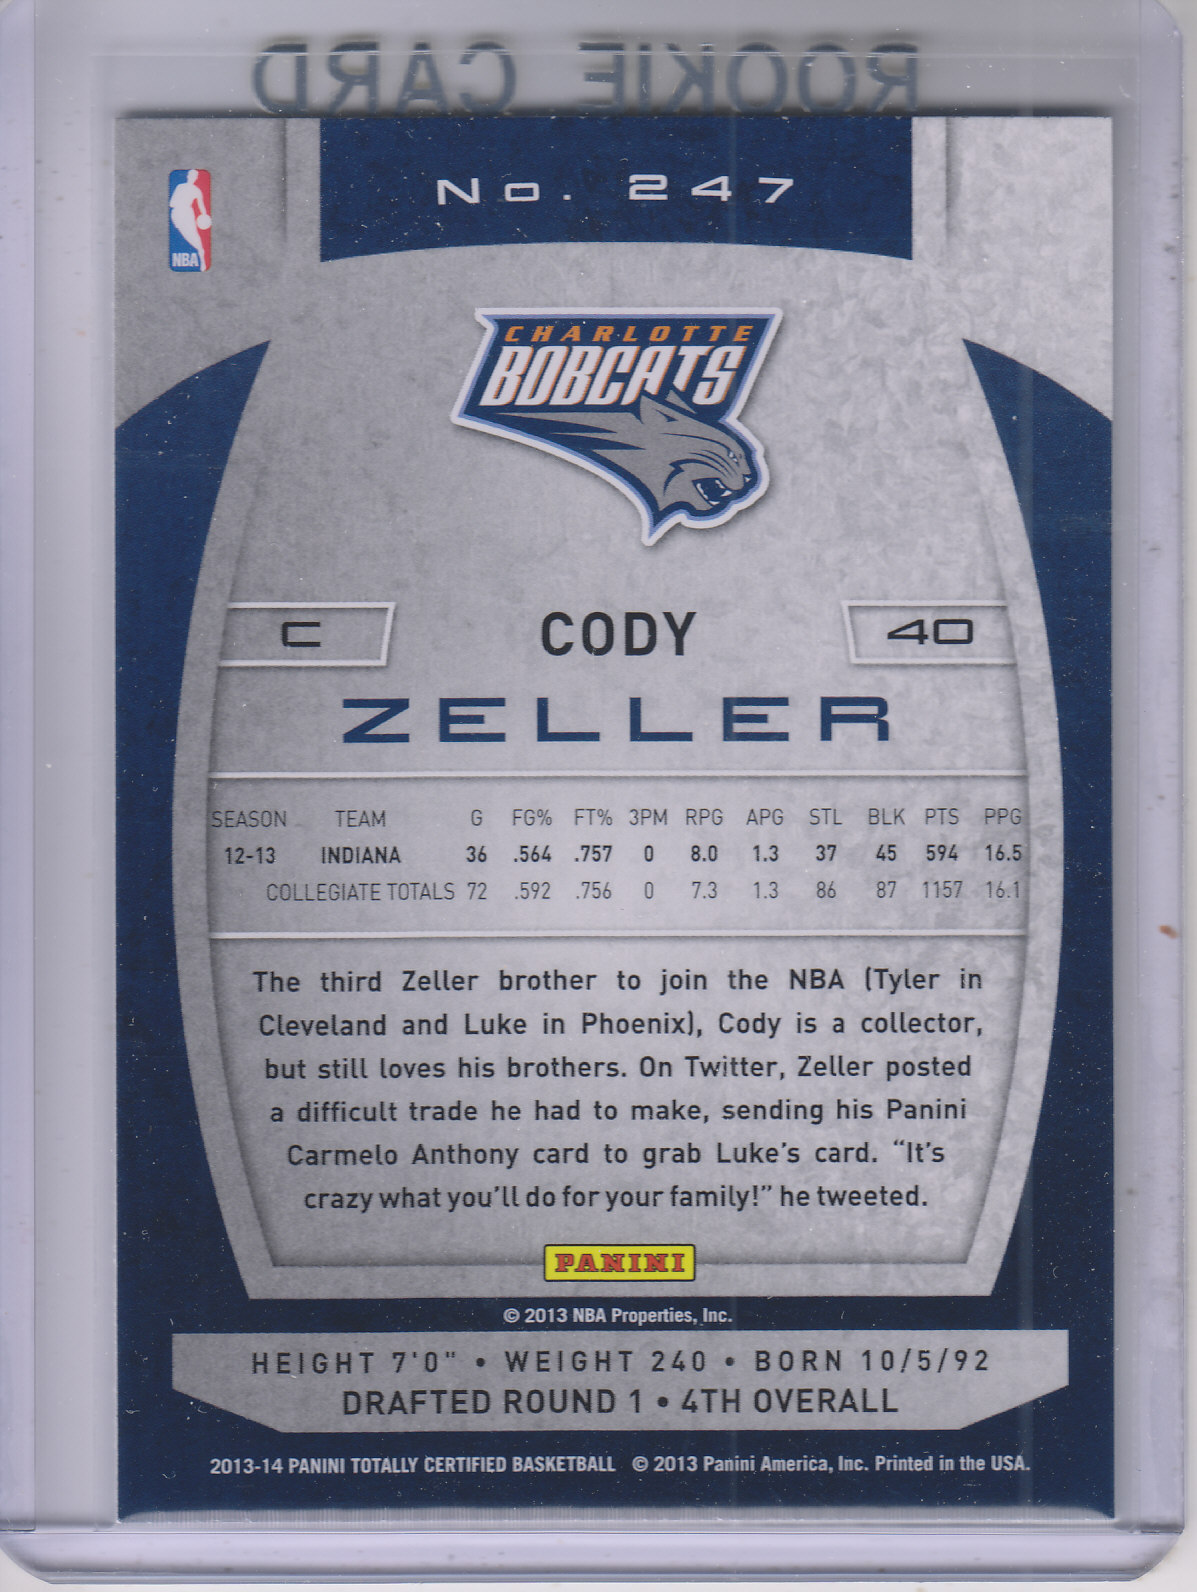 ROOKIE CARD
No. 247
NBA
CHARLOTTE
BOBCATS
C CODY 40
ZELLER
SEASON TEAM G FG% FT% 3PM RPG APG STL BLK PTS PPG
12-13 INDIANA 36 .564 .757 0 8.0 1.3 37 45 594 16.5
COLLEGIATE TOTALS 72 .592 .756 0 7.3 1.3 86 87 1157 16.1
The third Zeller brother to join the NBA (Tyler in
Cleveland and Luke in Phoenix), Cody is a collector,
but still loves his brothers. On Twitter, Zeller posted
a difficult trade he had to make, sending his Panini
Carmelo Anthony card to grab Luke's card. “It's
crazy what you'll do for your family!” he tweeted.
PANINI
© 2013 NBA Properties, Inc.
HEIGHT 7'0" • WEIGHT 240 • BORN 10/5/92
DRAFTED ROUND 1 • 4TH OVERALL
2013-14 PANINI TOTALLY CERTIFIED BASKETBALL © 2013 Panini America, Inc. Printed in the USA.